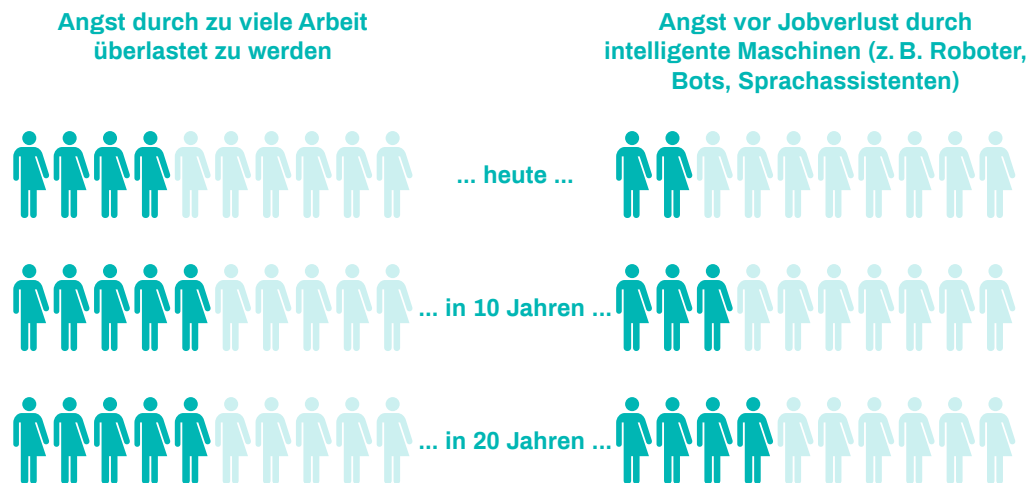 Angst durch zu viele Arbeit
überlastet zu werden
Angst vor Jobverlust durch
intelligente Maschinen (z. B. Roboter,
Bots, Sprachassistenten)
... heute ...
... in 10 Jahren ...
... in 20 Jahren ...